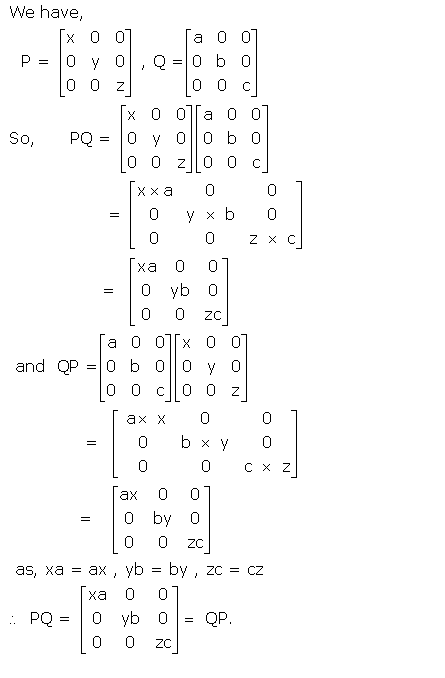 We have,
x 0 0 a 0 0
P = 0 y 0 , Q = 0 b 0
0 0 z 0 0 c
x 0 0 a 0 0
So, PQ = 0 y 0 0 b 0
0 0 z 0 0 c
x × a 0 0
= 0 y × b 0
0 0 z × c
xa 0 0
= 0 yb 0
0 0 zc
a 0 0 x 0 0
and QP = 0 b 0 0 y 0
0 0 c 0 0 z
a × x 0 0
= 0 b × y 0
0 0 c × z
ax 0 0
= 0 by 0
0 0 zc
as, xa = ax , yb = by , zc = cz
xa 0 0
∴ PQ = 0 yb 0 = QP.
0 0 zc